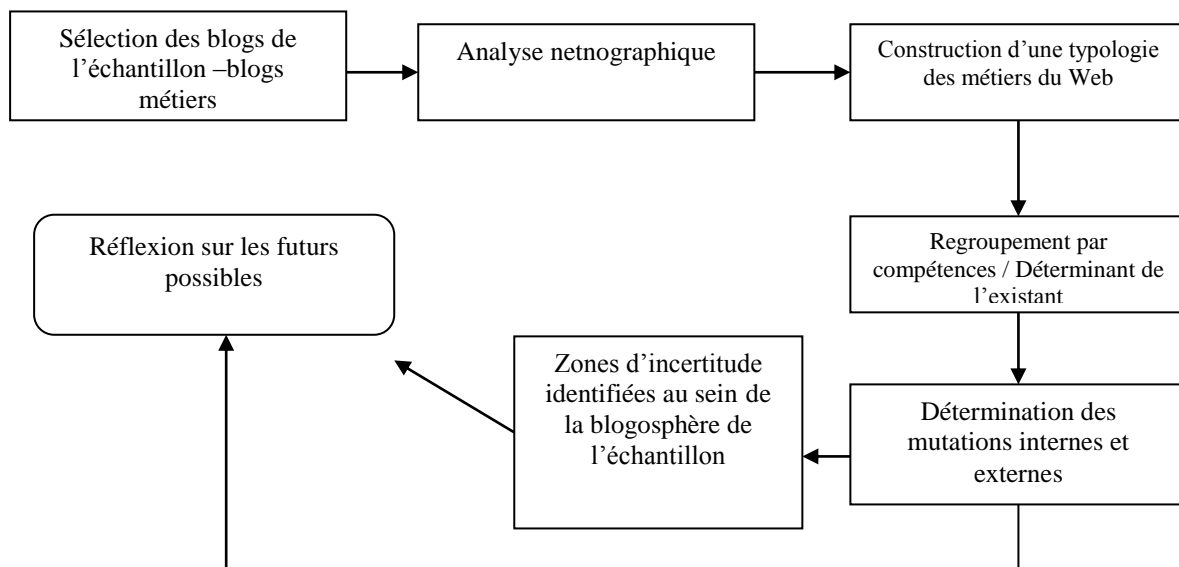 Sélection des blogs de
l'échantillon –blogs
métiers
Analyse netnographique
Construction d'une typologie
des métiers du Web
Regroupement par
compétences / Déterminant de
l'existant
Détermination des
mutations internes et
externes
Zones d'incertitude
identifiées au sein de
la blogosphère de
l'échantillon
Réflexion sur les futurs
possibles